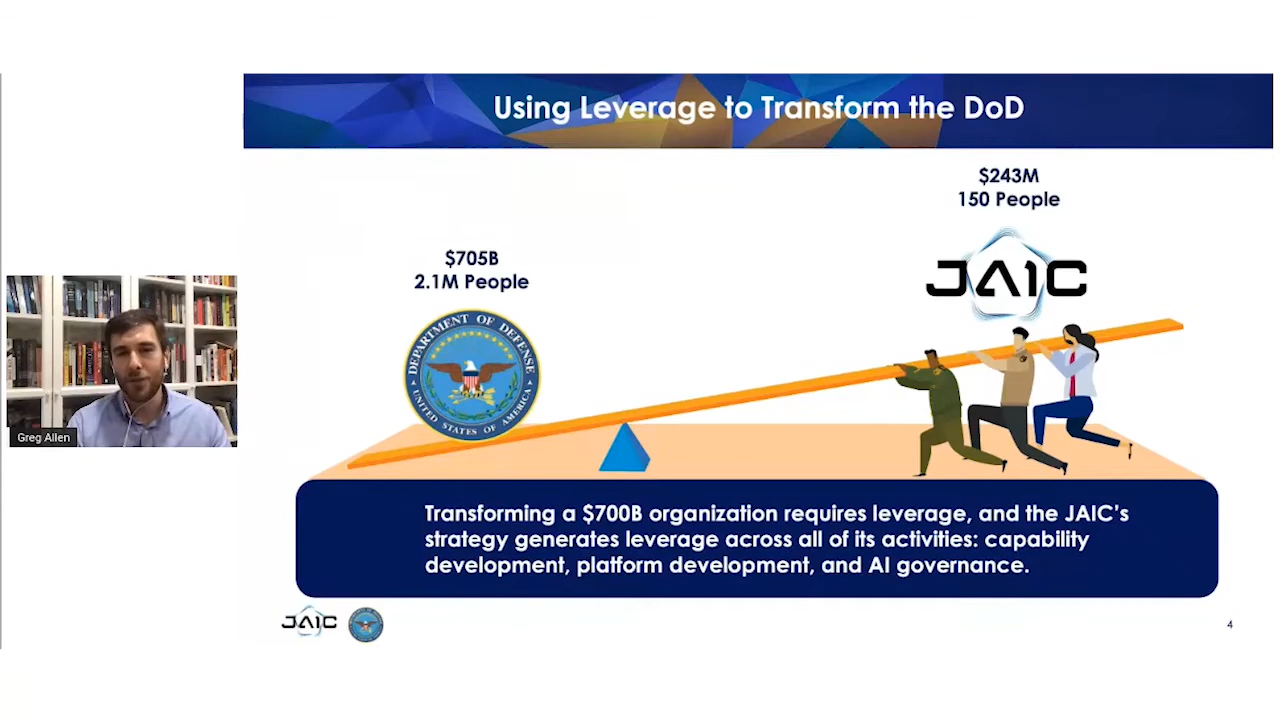 Using Leverage to Transform the DoD
$243M
150 People
JAIC
$705B
2.1M People
DEPARTMENT OF DEFENSE
UNITED STATES OF AMERICA
Greg Allen
Transforming a $700B organization requires leverage, and the JAIC's
strategy generates leverage across all of its activities: capability
development, platform development, and AI governance.
JAIC
4